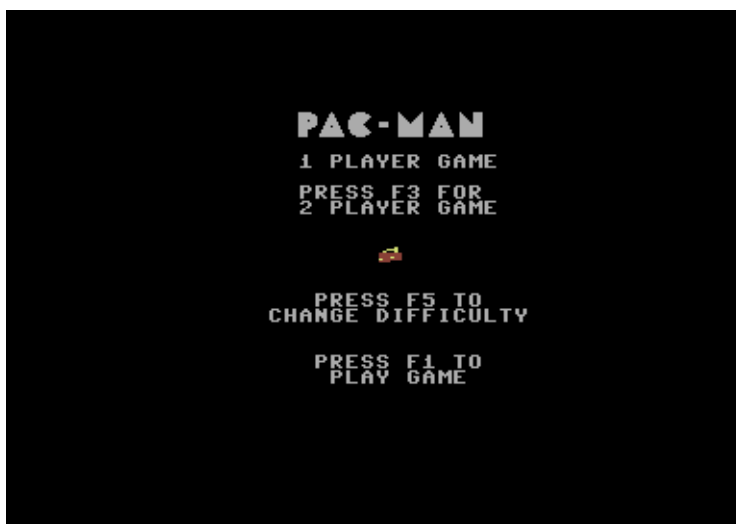 PAC-MAN
1 PLAYER GAME
PRESS F3 FOR
2 PLAYER GAME
PRESS F5 TO
CHANGE DIFFICULTY
PRESS F1 TO
PLAY GAME